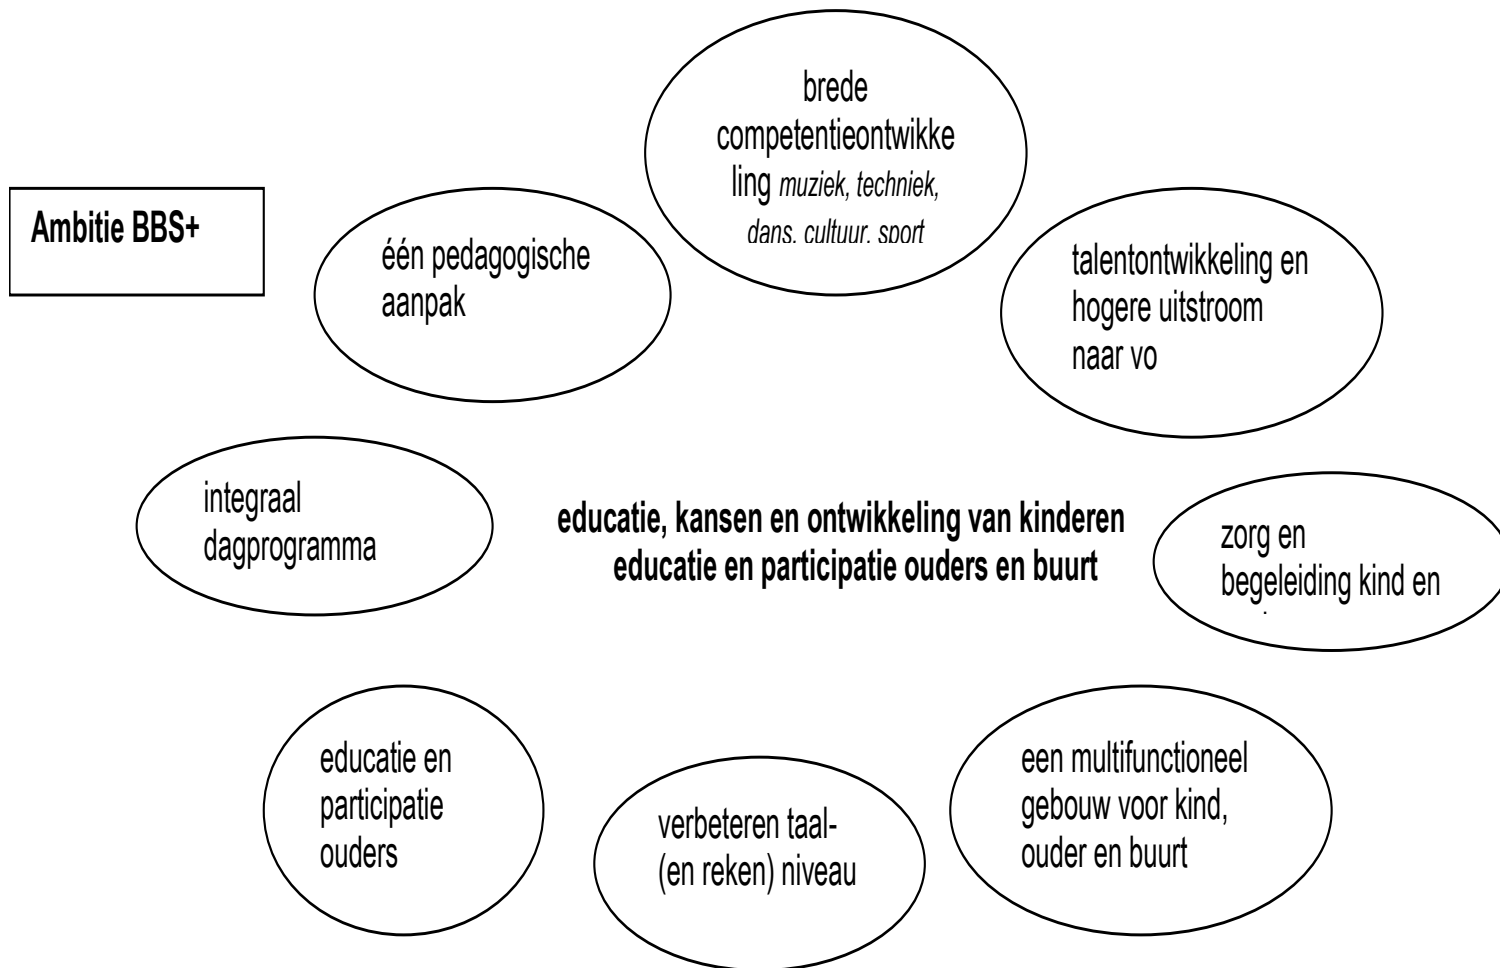 brede
competentieontwikke
ling muziek, techniek,
dans, cultuur, sport
Ambitie BBS+
één pedagogische
aanpak
talentontwikkeling en
hogere uitstroom
naar vo
integraal
dagprogramma
educatie, kansen en ontwikkeling van kinderen
educatie en participatie ouders en buurt
zorg en
begeleiding kind en
educatie en
participatie
ouders
verbeteren taal-
(en reken) niveau
een multifunctioneel
gebouw voor kind,
ouder en buurt